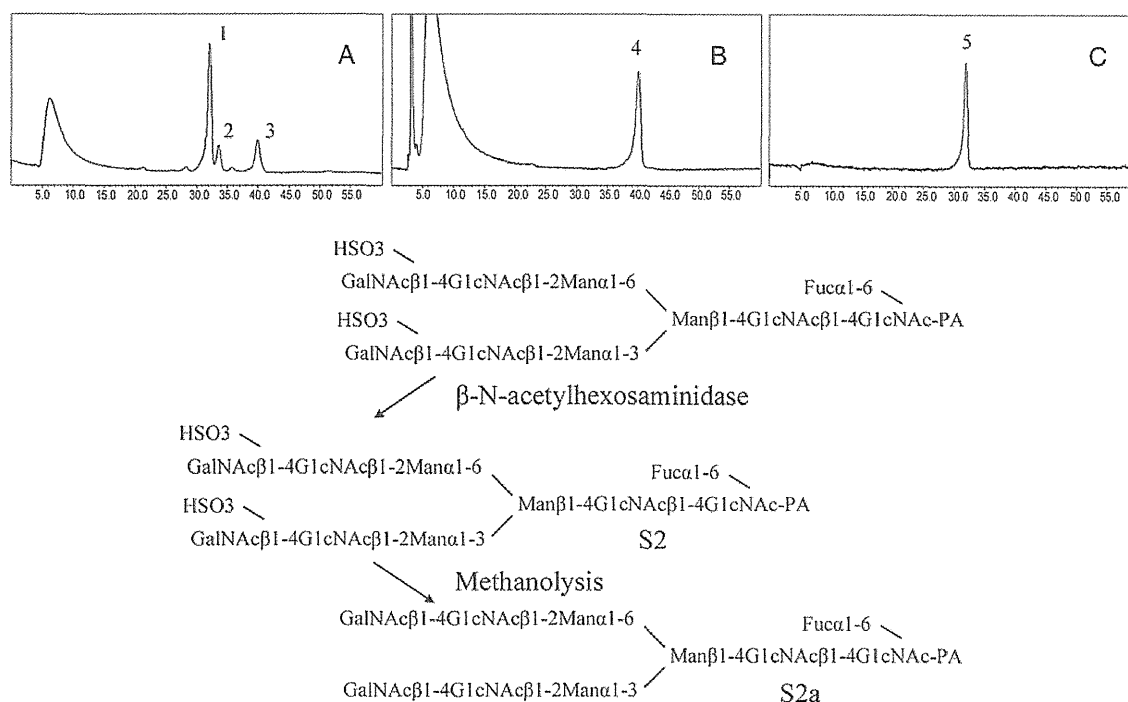 1
2
3
A
5.0 10.0 15.0 20.0 25.0 30.0 35.0 40.0 45.0 50.0 55.0
4
B
5.0 10.0 15.0 20.0 25.0 30.0 35.0 40.0 45.0 50.0 55.0
5
C
5.0 10.0 15.0 20.0 25.0 30.0 35.0 40.0 45.0 50.0 55.0
HSO3
GalNAcβ1-4GlcNAcβ1-2Manα1-6
Fucα1-6
HSO3
Manβ1-4GlcNAcβ1-4GlcNAc-PA
GalNAcβ1-4GlcNAcβ1-2Manα1-3
β-N-acetylhexosaminidase
HSO3
GalNAcβ1-4GlcNAcβ1-2Manα1-6
Fucα1-6
HSO3
Manβ1-4GlcNAcβ1-4GlcNAc-PA
GalNAcβ1-4GlcNAcβ1-2Manα1-3
S2
Methanolysis
GalNAcβ1-4GlcNAcβ1-2Manα1-6
Fucα1-6
Manβ1-4GlcNAcβ1-4GlcNAc-PA
GalNAcβ1-4GlcNAcβ1-2Manα1-3
S2a